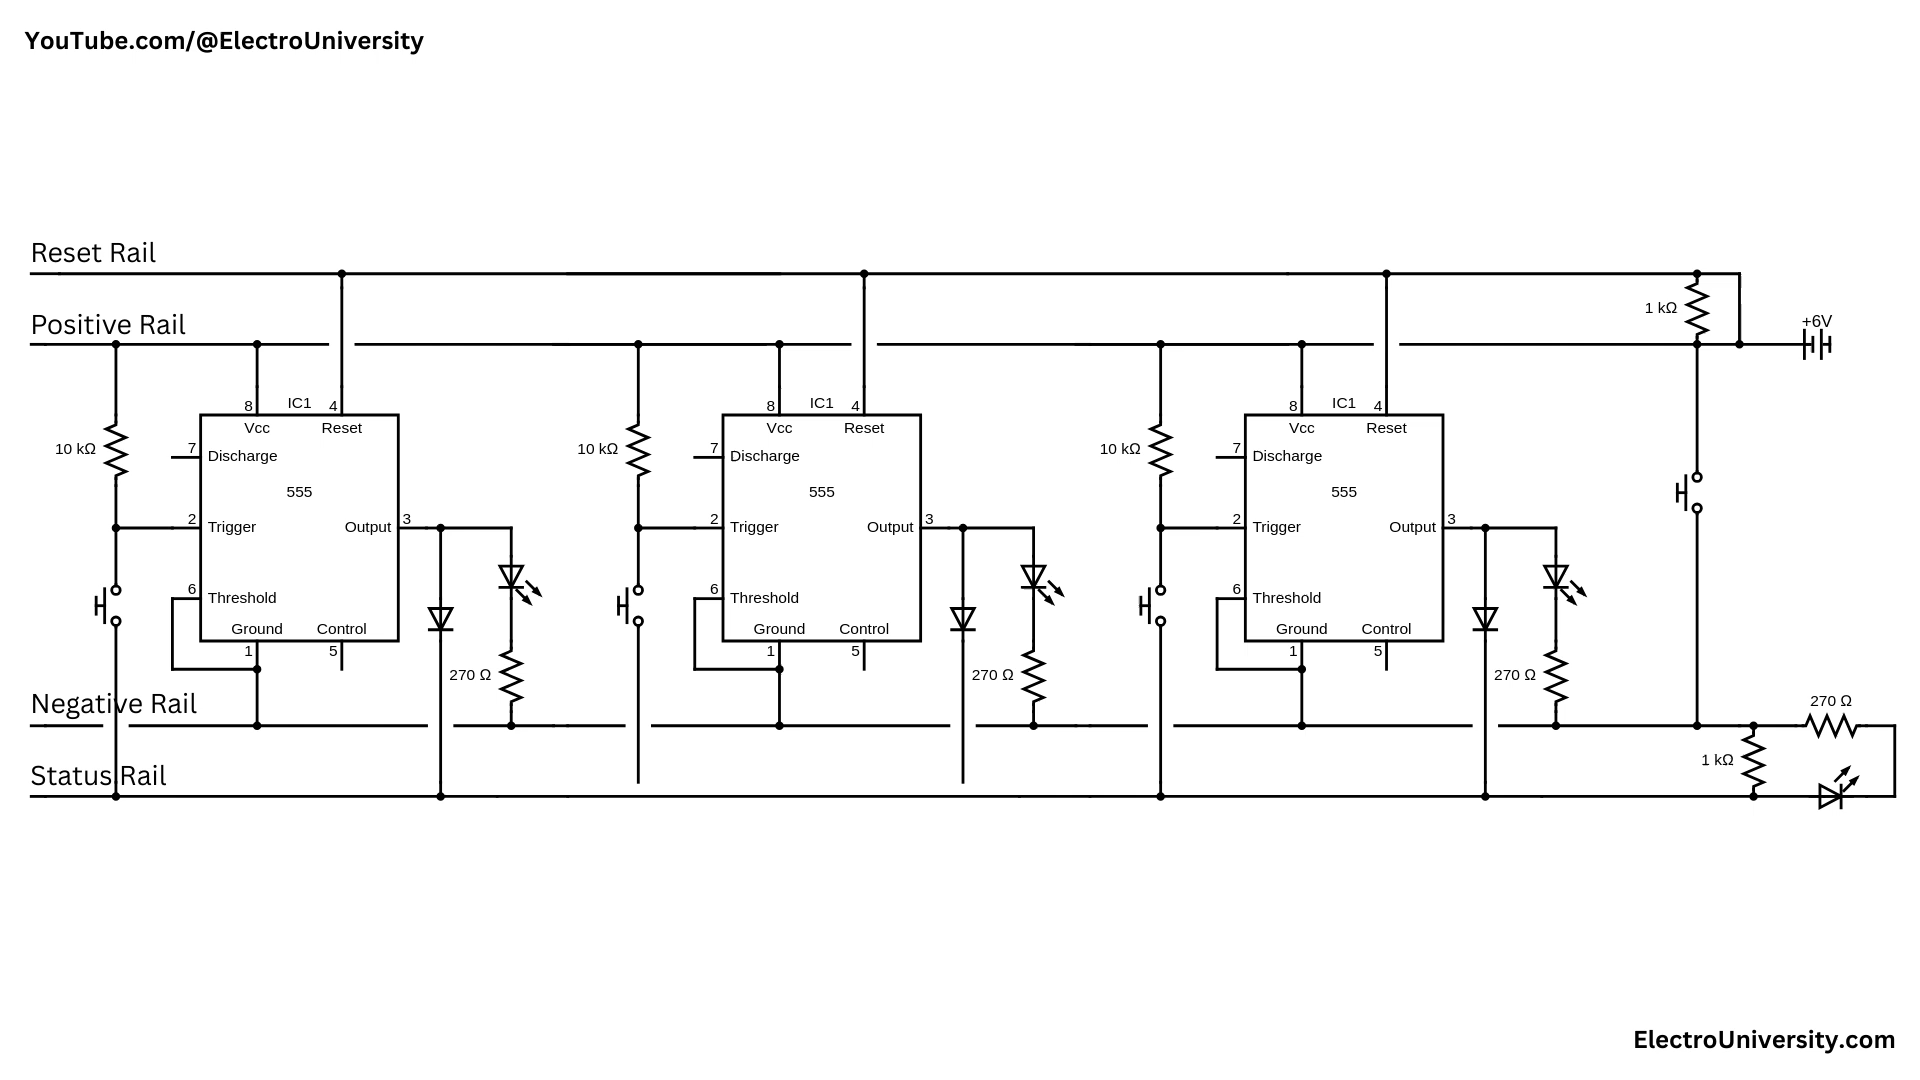 YouTube.com/@ElectroUniversity
Reset Rail
Positive Rail
1 kΩ
+6V
8 IC1 4
Vcc Reset
10 kΩ
7 Discharge
555
2 Trigger Output 3
6 Threshold
Ground Control
1 5
270 Ω
8 IC1 4
Vcc Reset
10 kΩ
7 Discharge
555
2 Trigger Output 3
6 Threshold
Ground Control
1 5
270 Ω
8 IC1 4
Vcc Reset
10 kΩ
7 Discharge
555
2 Trigger Output 3
6 Threshold
Ground Control
1 5
270 Ω
Negative Rail
270 Ω
1 kΩ
Status Rail
ElectroUniversity.com